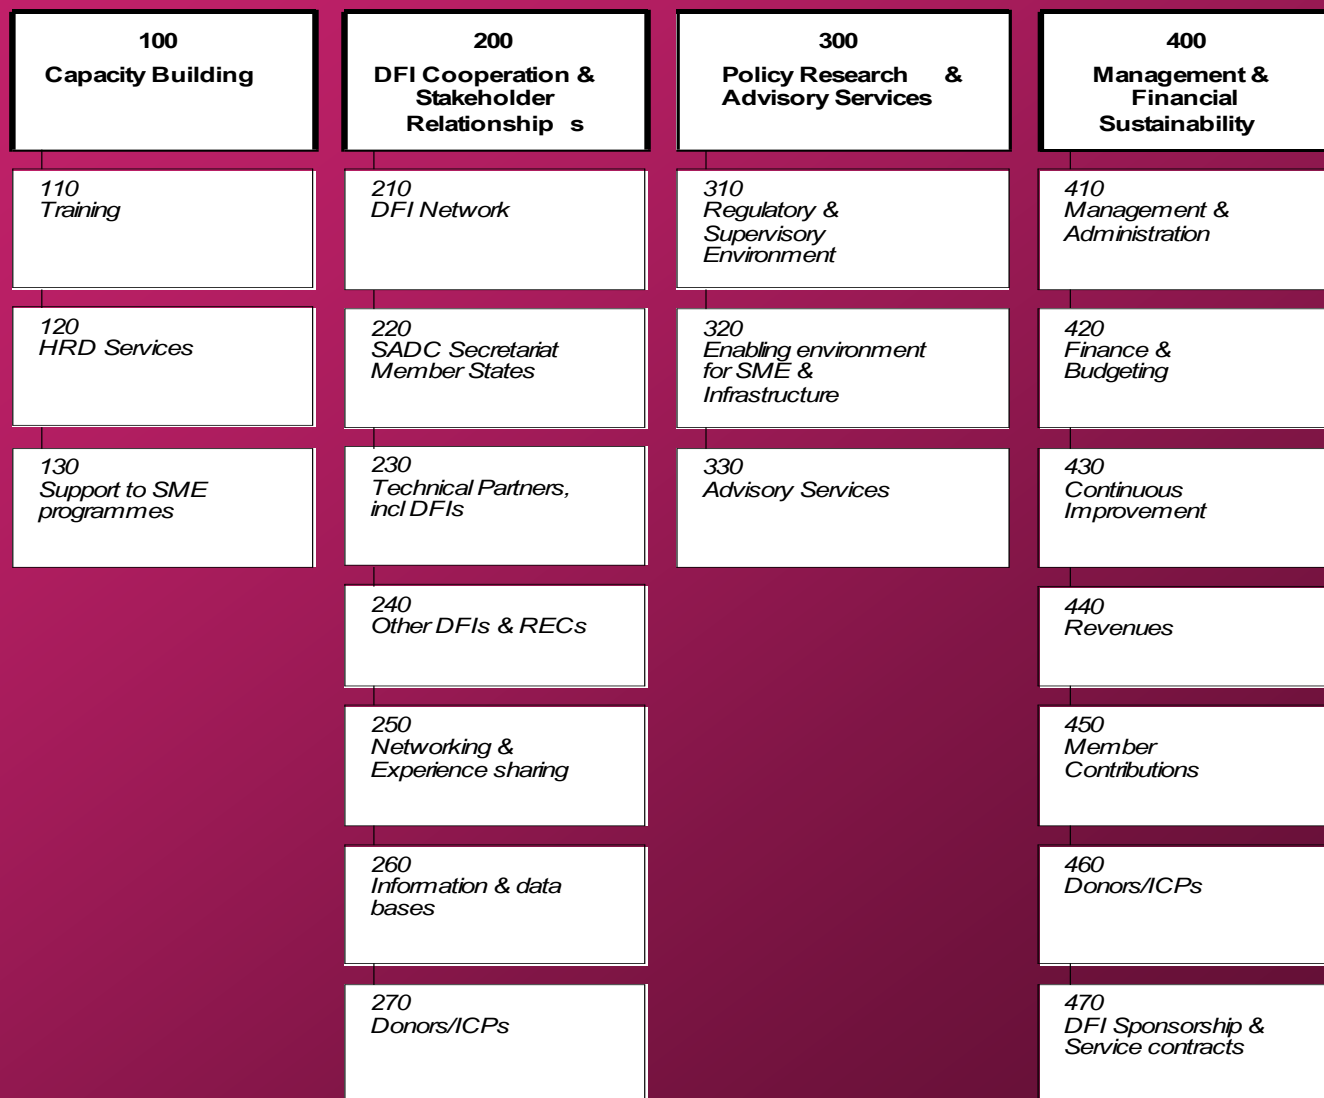 100
Capacity Building
110
Training
120
HRD Services
130
Support to SME
programmes
200
DFI Cooperation &
Stakeholder
Relationship s
210
DFI Network
220
SADC Secretariat
Member States
230
Technical Partners,
incl DFIs
240
Other DFIs & RECs
250
Networking &
Experience sharing
260
Information & data
bases
270
Donors/ICPs
300
Policy Research &
Advisory Services
310
Regulatory &
Supervisory
Environment
320
Enabling environment
for SME &
Infrastructure
330
Advisory Services
400
Management &
Financial
Sustainability
410
Management &
Administration
420
Finance &
Budgeting
430
Continuous
Improvement
440
Revenues
450
Member
Contributions
460
Donors/ICPs
470
DFI Sponsorship &
Service contracts